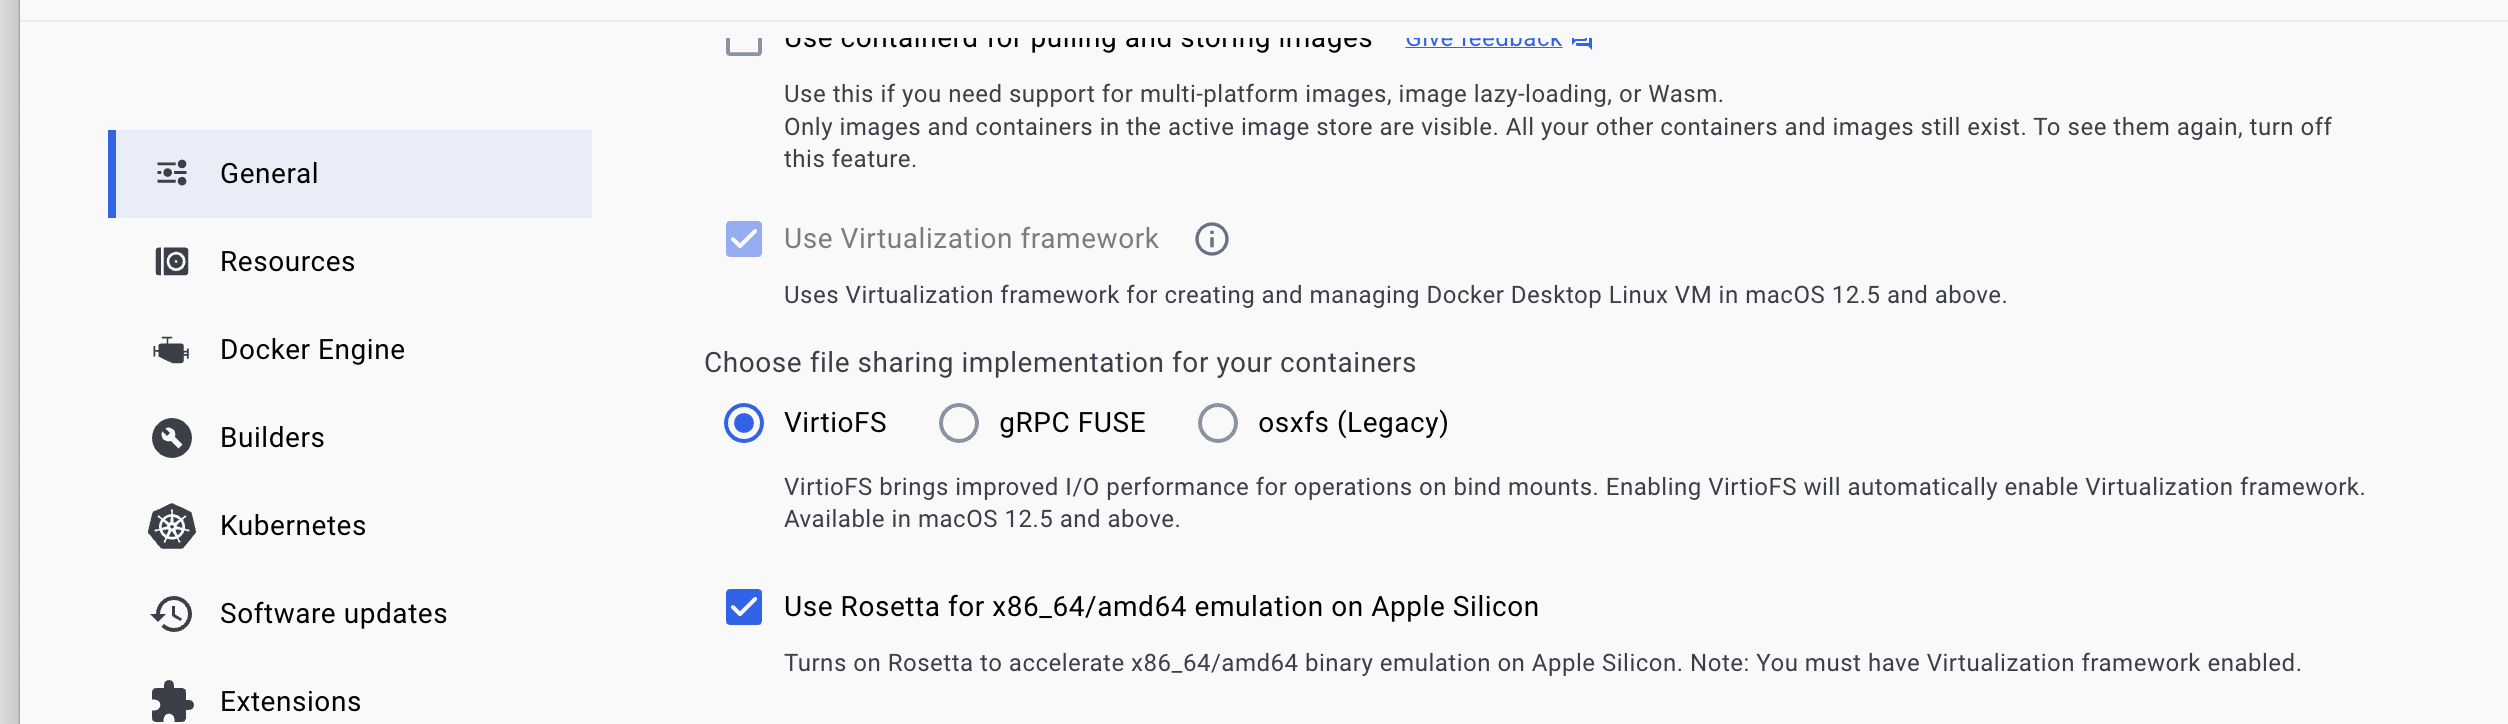 Use containerd for pulling and storing images Give feedback
Use this if you need support for multi-platform images, image lazy-loading, or Wasm.
Only images and containers in the active image store are visible. All your other containers and images still exist. To see them again, turn off
this feature.
General
Use Virtualization framework
Resources
Uses Virtualization framework for creating and managing Docker Desktop Linux VM in macOS 12.5 and above.
Docker Engine
Choose file sharing implementation for your containers
VirtioFS gRPC FUSE osxfs (Legacy)
Builders
VirtioFS brings improved I/O performance for operations on bind mounts. Enabling VirtioFS will automatically enable Virtualization framework.
Available in macOS 12.5 and above.
Kubernetes
Use Rosetta for x86_64/amd64 emulation on Apple Silicon
Software updates
Turns on Rosetta to accelerate x86_64/amd64 binary emulation on Apple Silicon. Note: You must have Virtualization framework enabled.
Extensions